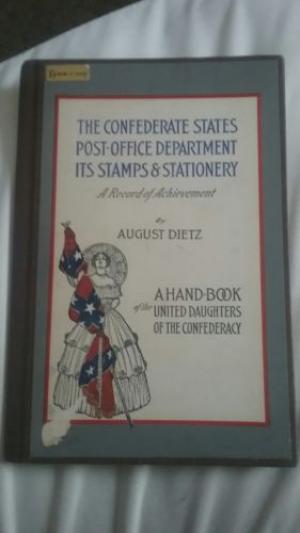 THE CONFEDERATE STATES
POST-OFFICE DEPARTMENT
ITS STAMPS & STATIONERY
A Record of Achievement
By
AUGUST DIETZ
A HAND-BOOK
of the UNITED DAUGHTERS
OF THE CONFEDERACY